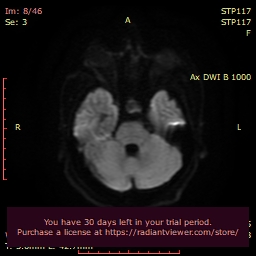 Im: 8/46
Se: 3
A
STP117
STP117
F
Ax DWI B 1000
R
L
You have 30 days left in your trial period.
Purchase a license at https://radiantviewer.com/store/